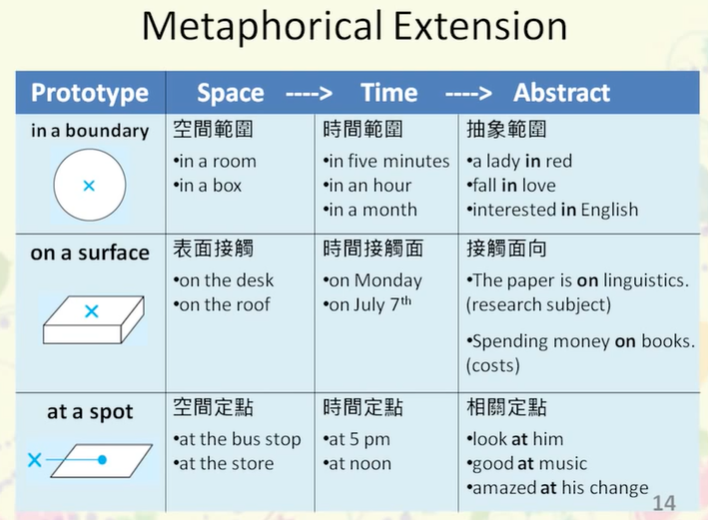 Metaphorical Extension
Prototype Space ----> Time ----> Abstract
in a boundary
×
空間範圍
•in a room
•in a box
時間範圍
•in five minutes
•in an hour
•in a month
抽象範圍
•a lady in red
•fall in love
•interested in English
on a surface
×
表面接觸
•on the desk
•on the roof
時間接觸面
•on Monday
•on July 7th
接觸面向
•The paper is on linguistics.
(research subject)
•Spending money on books.
(costs)
at a spot
×
空間定點
•at the bus stop
•at the store
時間定點
•at 5 pm
•at noon
相關定點
•look at him
•good at music
•amazed at his change
14